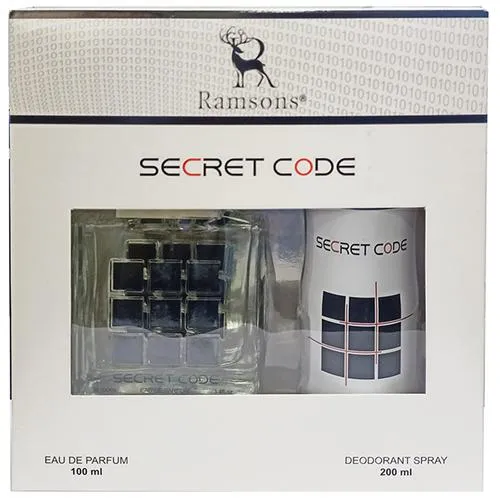 Ramsons®
SECRET CODE
SECRET CODE
SECRET CODE
EAU DE PARFUM
100 ml
DEODORANT SPRAY
200 ml